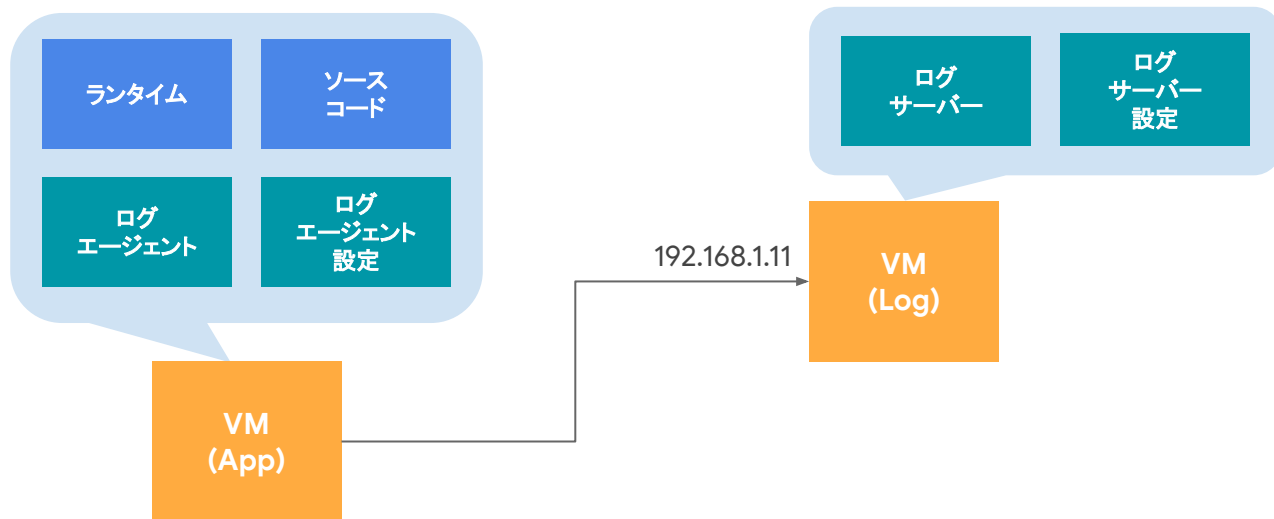 ランタイム
ソース
コード
ログ
エージェント
ログ
エージェント
設定
ログ
サーバー
ログ
サーバー
設定
192.168.1.11
VM
(Log)
VM
(App)